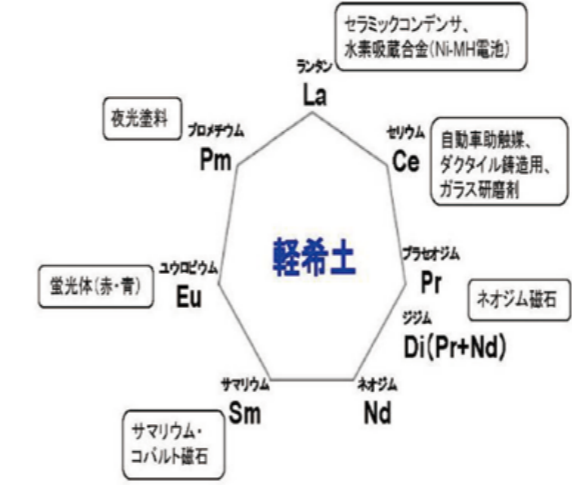 セラミックコンデンサ、
水素吸蔵合金(Ni-MH電池)
ランタン
La
夜光塗料
プロメチウム
Pm
セリウム
Ce
自動車助触媒、
ダクタイル鋳造用、
ガラス研磨剤
軽希土
プラセオジム
Pr
ユウロピウム
Eu
蛍光体(赤・青)
ネオジム磁石
ジジム
Di(Pr+Nd)
サマリウム
Sm
ネオジム
Nd
サマリウム・
コバルト磁石